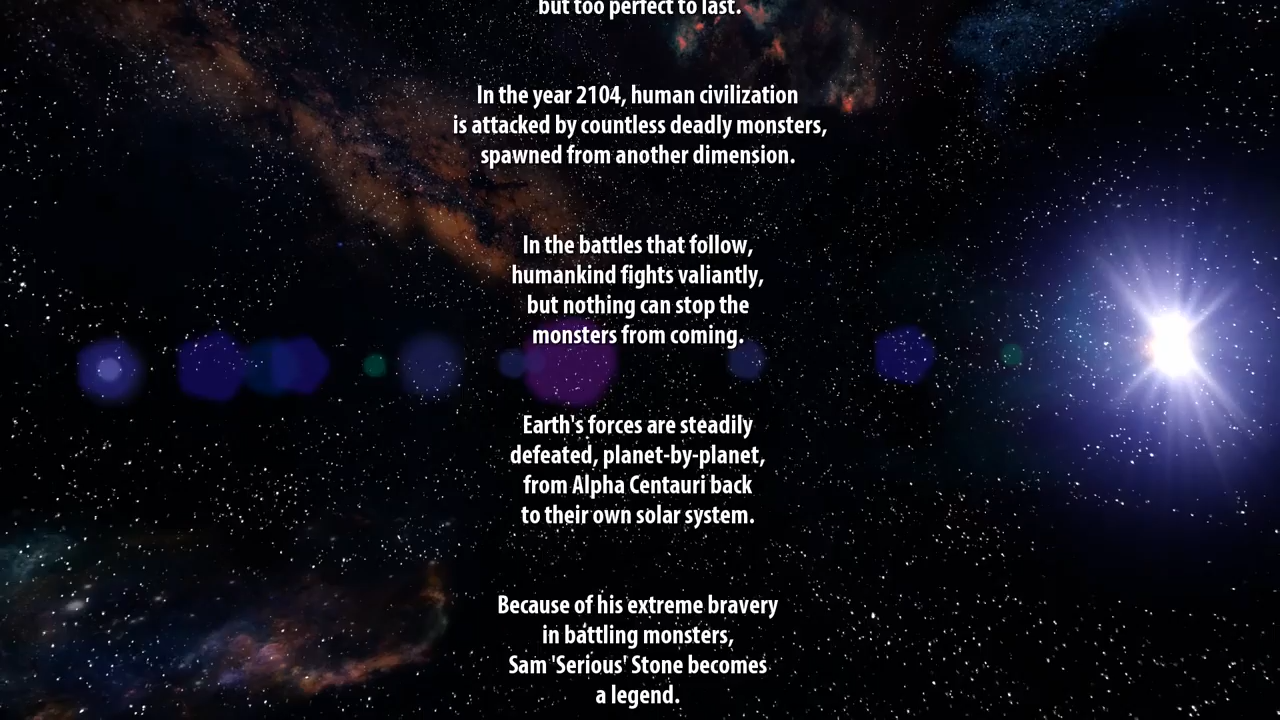 but too perfect to last.
In the year 2104, human civilization
is attacked by countless deadly monsters,
spawned from another dimension.
In the battles that follow,
humankind fights valiantly,
but nothing can stop the
monsters from coming.
Earth's forces are steadily
defeated, planet-by-planet,
from Alpha Centauri back
to their own solar system.
Because of his extreme bravery
in battling monsters,
Sam 'Serious' Stone becomes
a legend.